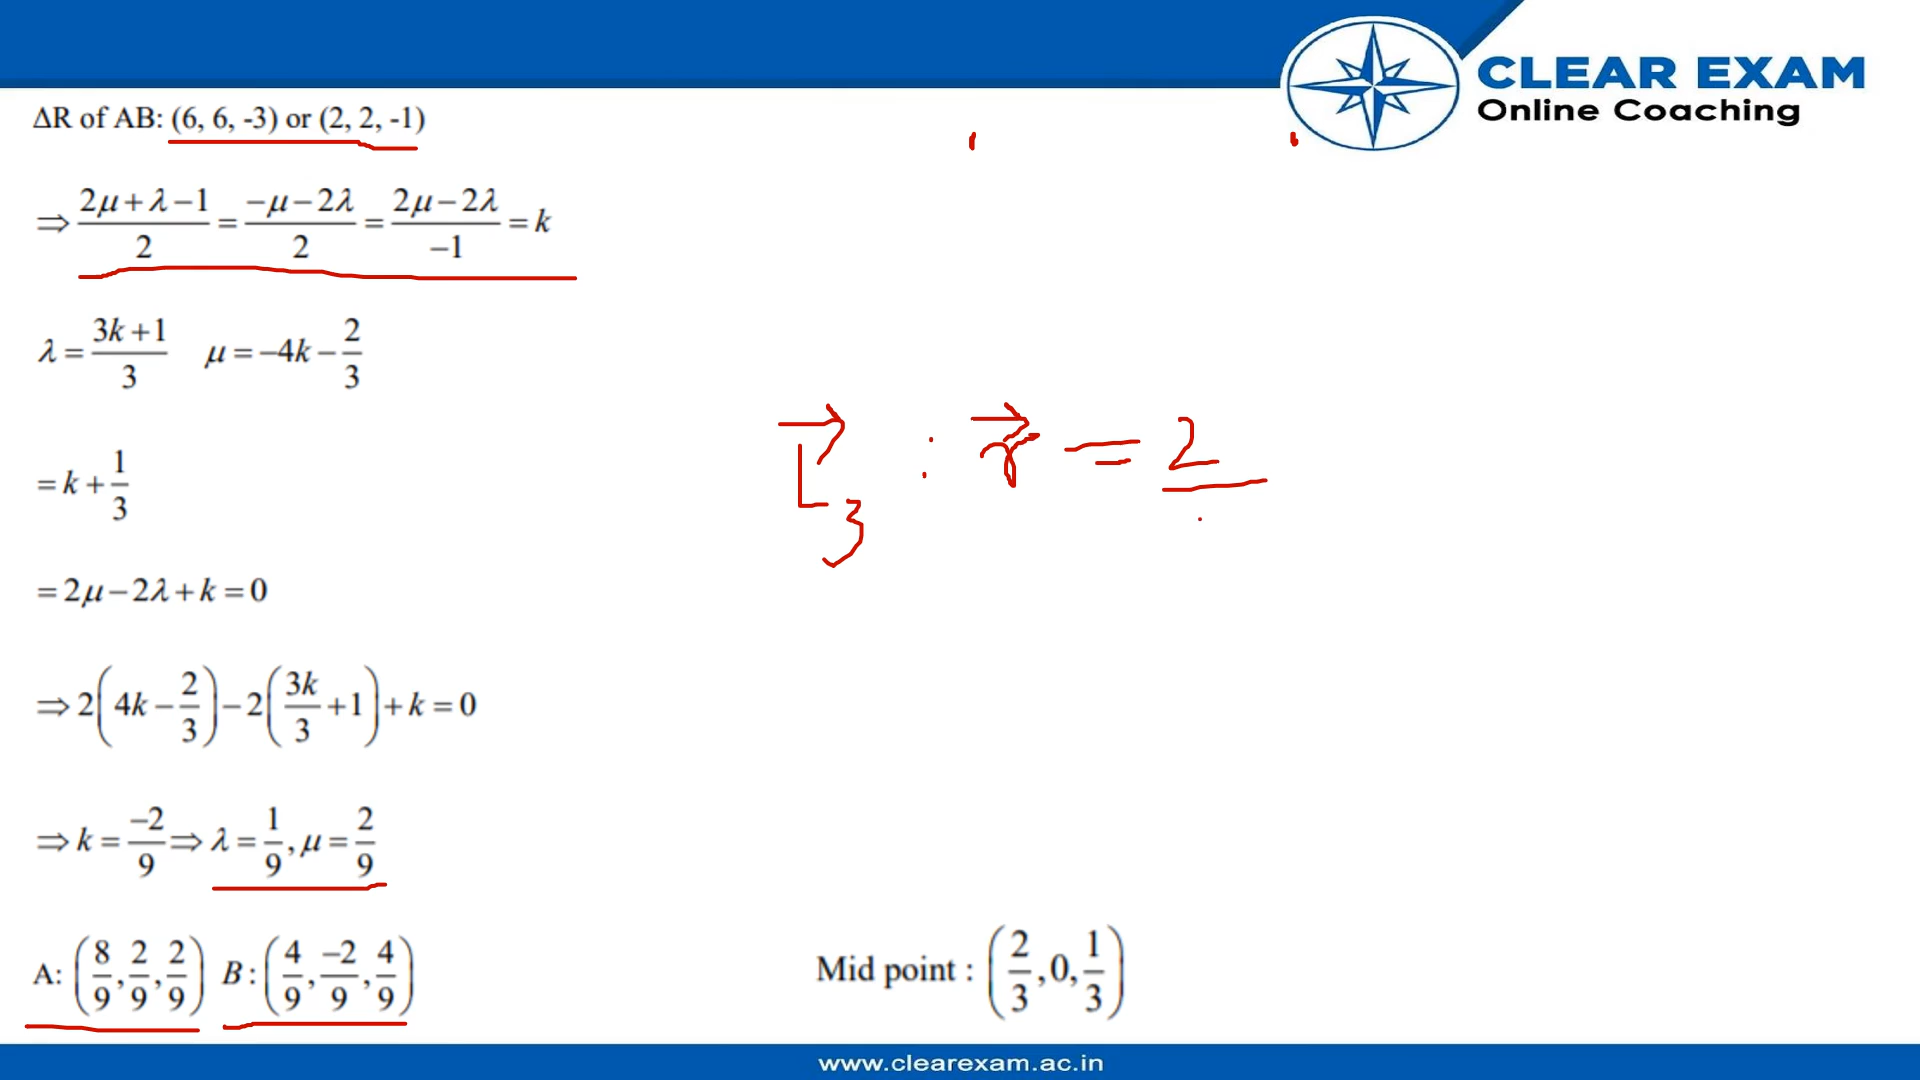 CLEAR EXAM
Online Coaching
ΔR of AB: (6, 6, -3) or (2, 2, -1)
⇒ (2μ+λ−1)/2 = (−μ−2λ)/2 = (2μ−2λ)/−1 = k
λ = (3k+1)/3 μ = −4k − 2/3
= k + 1/3
L⃗₃ : r⃗ = 2
= 2μ − 2λ + k = 0
⇒ 2(4k − 2/3) − 2(3k/3 + 1) + k = 0
⇒ k = −2/9 ⇒ λ = 1/9, μ = 2/9
A: (8/9, 2/9, 2/9) B: (4/9, −2/9, 4/9)
Mid point : (2/3, 0, 1/3)
www.clearexam.ac.in